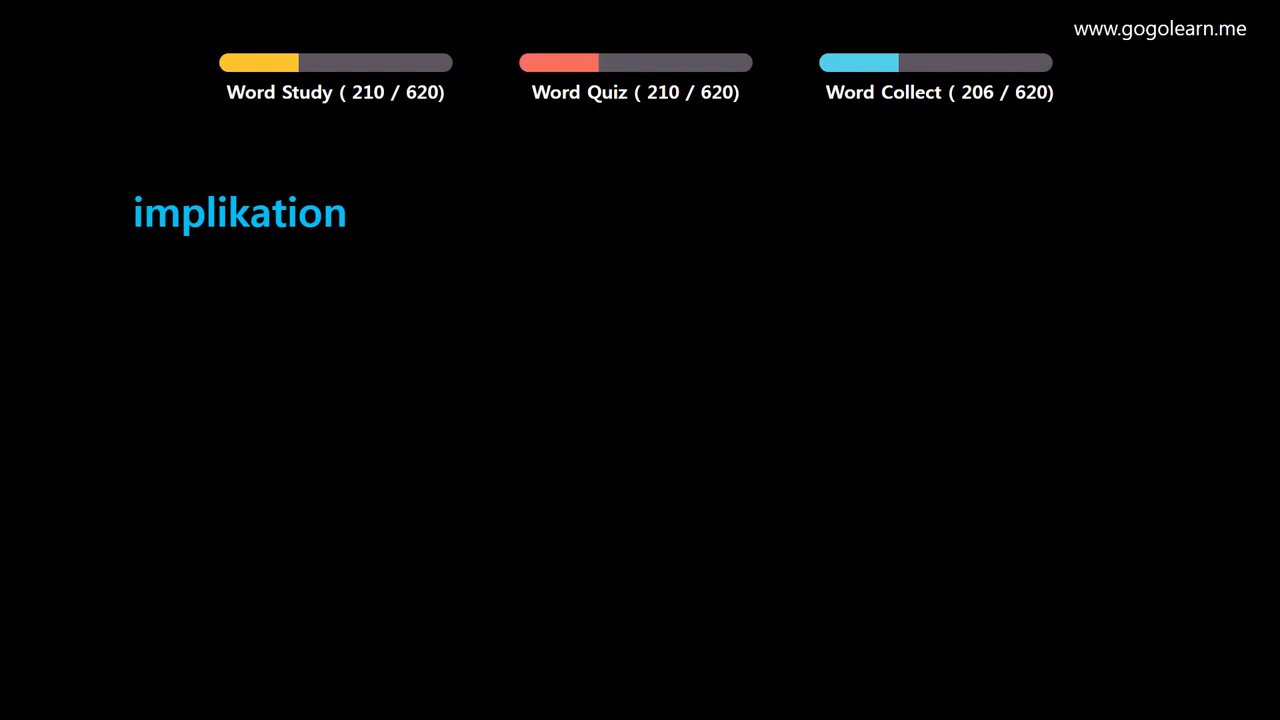 www.gogolearn.me
Word Study ( 210 / 620)
Word Quiz ( 210 / 620)
Word Collect ( 206 / 620)
implikation